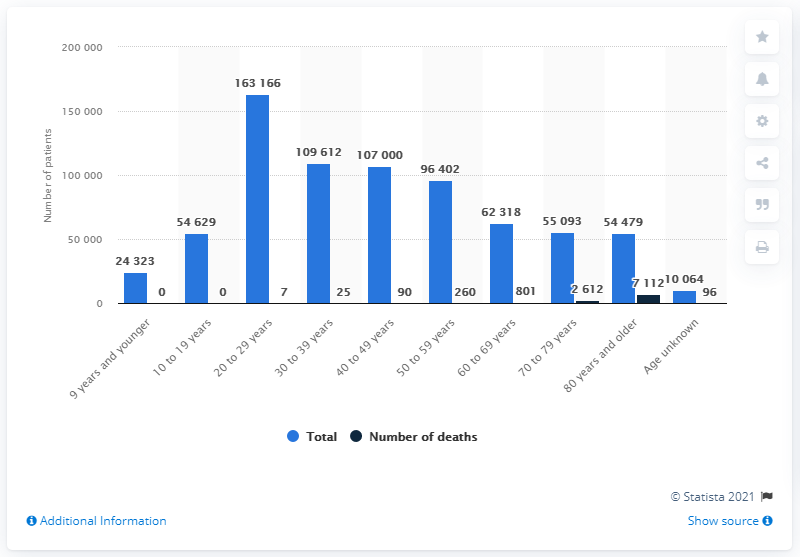 200 000
150 000
100 000
50 000
0
Number of patients
24 323
0
54 629
0
163 166
7
109 612
25
107 000
90
96 402
260
62 318
801
55 093
2 612
54 479
7 112
10 064
96
9 years and younger
10 to 19 years
20 to 29 years
30 to 39 years
40 to 49 years
50 to 59 years
60 to 69 years
70 to 79 years
80 years and older
Age unknown
Total
Number of deaths
© Statista 2021
Additional Information
Show source